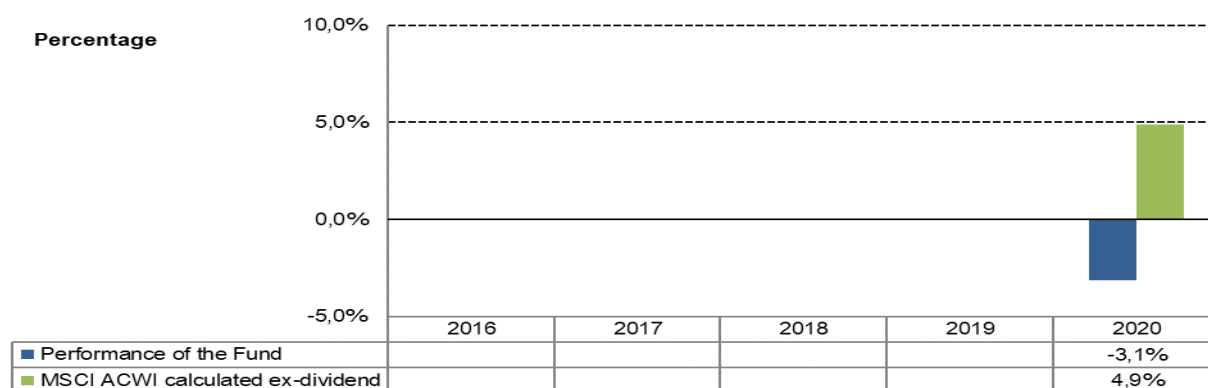 10,0%
Percentage
5,0%
0,0%
-5,0%
2016 2017 2018 2019 2020
Performance of the Fund -3,1%
MSCI ACWI calculated ex-dividend 4,9%